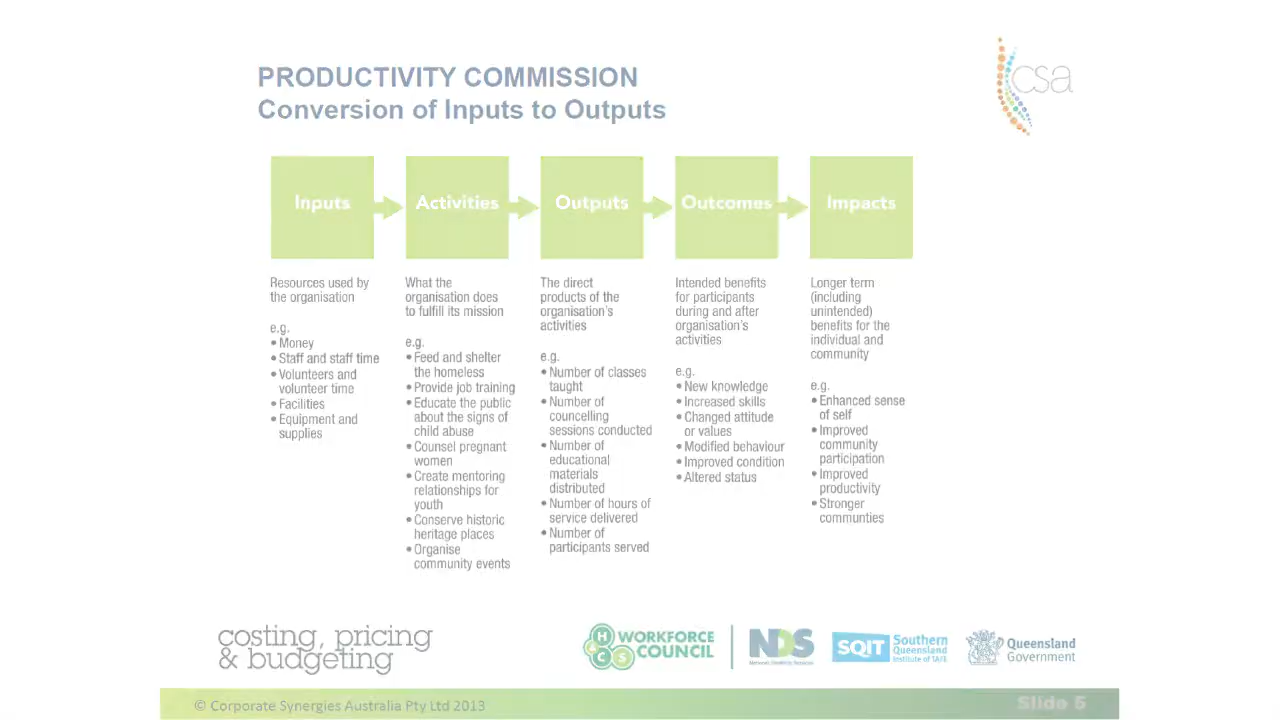 PRODUCTIVITY COMMISSION
Conversion of Inputs to Outputs
csa
Inputs
Activities
Outputs
Outcomes
Impacts
Resources used by
the organisation
e.g.
• Money
• Staff and staff time
• Volunteers and
volunteer time
• Facilities
• Equipment and
supplies
What the
organisation does
to fulfill its mission
e.g.
• Feed and shelter
the homeless
• Provide job training
• Educate the public
about the signs of
child abuse
• Counsel pregnant
women
• Create mentoring
relationships for
youth
• Conserve historic
heritage places
• Organise
community events
The direct
products of the
organisation's
activities
e.g.
• Number of classes
taught
• Number of
councelling
sessions conducted
• Number of
educational
materials
distributed
• Number of hours of
service delivered
• Number of
participants served
Intended benefits
for participants
during and after
organisation's
activities
e.g.
• New knowledge
• Increased skills
• Changed attitude
or values
• Modified behaviour
• Improved condition
• Altered status
Longer term
(including
unintended)
benefits for the
individual and
community
e.g.
• Enhanced sense
of self
• Improved
community
participation
• Improved
productivity
• Stronger
communties
costing, pricing
& budgeting
H
& C S
WORKFORCE
COUNCIL
NDS
National Disability Services
SQIT
Southern
Queensland
Institute of TAFE
Queensland
Government
© Corporate Synergies Australia Pty Ltd 2013
Slide 5